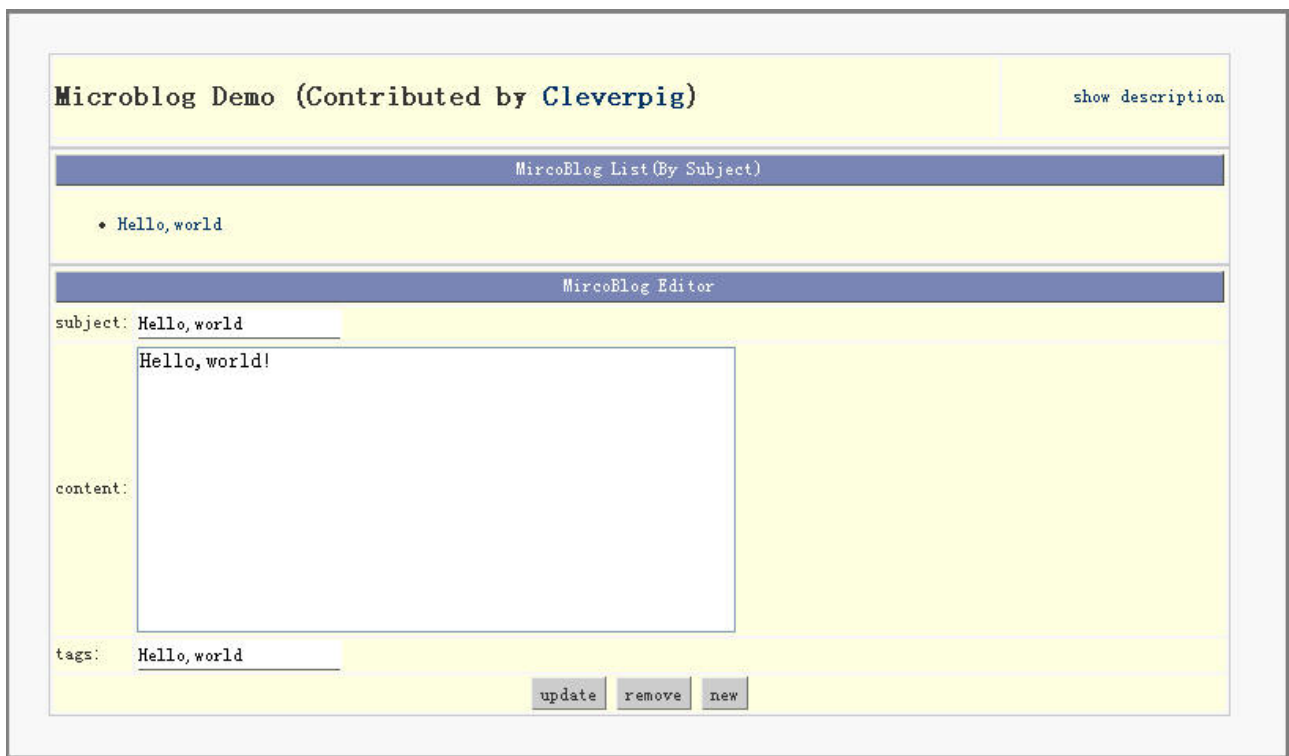 Microblog Demo (Contributed by Cleverpig)
show description
MircoBlog List(By Subject)
• Hello,world
MircoBlog Editor
subject: Hello,world
content: Hello,world!
tags: Hello,world
update remove new